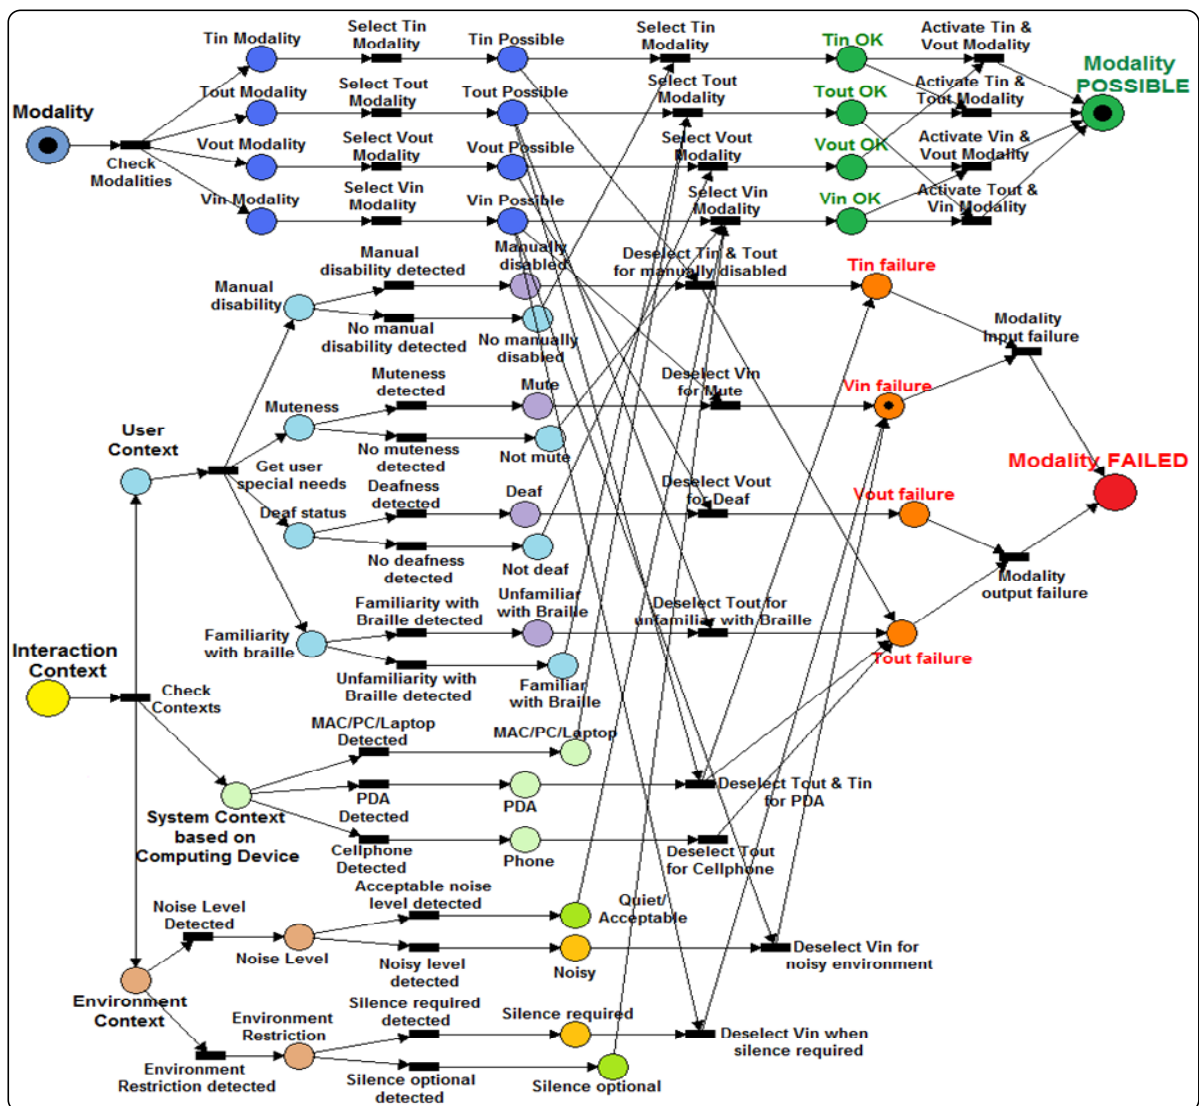 Tin Modality
Select Tin
Modality
Tin Possible
Select Tin
Modality
Tin OK
Activate Tin &
Vout Modality
Modality
POSSIBLE
Tout Modality
Select Tout
Modality
Tout Possible
Select Tout
Modality
Tout OK
Activate Tin &
Tout Modality
Modality
Check
Modalities
Vout Modality
Select Vout
Modality
Vout Possible
Select Vout
Modality
Vout OK
Activate Vin &
Vout Modality
Vin Modality
Select Vin
Modality
Vin Possible
Select Vin
Modality
Vin OK
Activate Tout &
Vin Modality
Manual
disability
Manual
disability detected
Manually
disabled
Deselect Tin & Tout
for manually disabled
Tin failure
No manual
disability detected
No manually
disabled
Modality
Input failure
Muteness
Muteness
detected
Mute
Deselect Vin
for Mute
Vin failure
No muteness
detected
Not mute
User
Context
Get user
special needs
Modality FAILED
Deaf status
Deafness
detected
Deaf
Deselect Vout
for Deaf
Vout failure
No deafness
detected
Not deaf
Modality
output failure
Familiarity
with braille
Familiarity with
Braille detected
Unfamiliar
with Braille
Deselect Tout for
unfamiliar with Braille
Tout failure
Unfamiliarity with
Braille detected
Familiar
with Braille
Interaction
Context
Check
Contexts
MAC/PC/Laptop
Detected
MAC/PC/Laptop
System Context
based on
Computing Device
PDA
Detected
PDA
Deselect Tout & Tin
for PDA
Cellphone
Detected
Phone
Deselect Tout
for Cellphone
Noise Level
Detected
Noise Level
Acceptable noise
level detected
Quiet/
Acceptable
Noisy level
detected
Noisy
Deselect Vin for
noisy environment
Environment
Context
Environment
Restriction detected
Environment
Restriction
Silence required
detected
Silence required
Deselect Vin when
silence required
Silence optional
detected
Silence optional